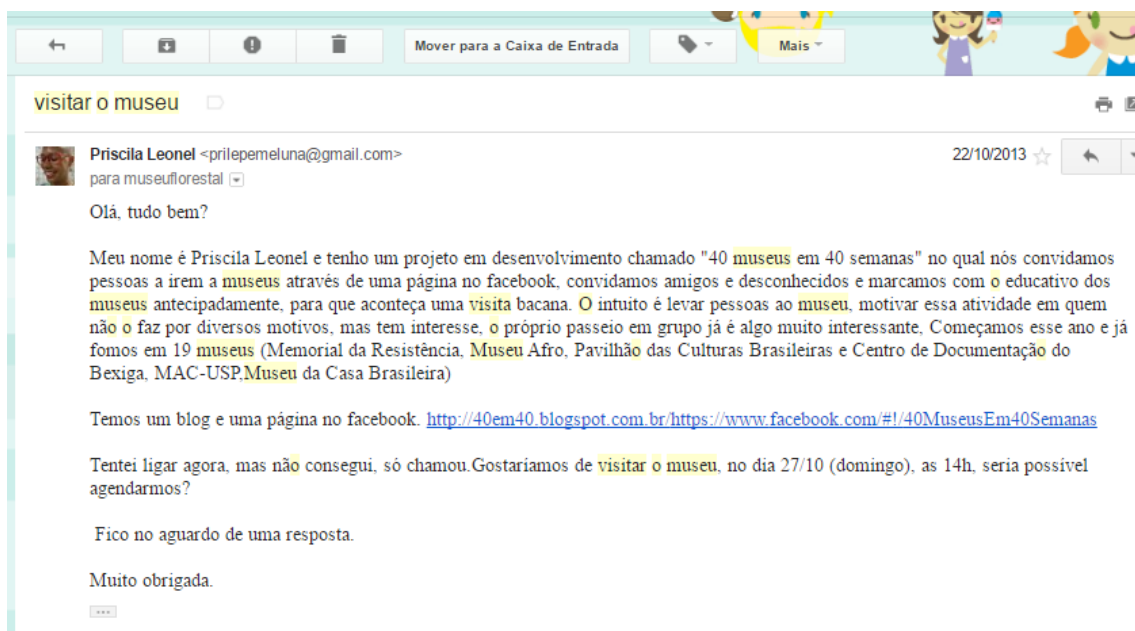 Mover para a Caixa de Entrada
Mais
visitar o museu
Priscila Leonel <prilepemeluna@gmail.com>
22/10/2013
para museuflorestal
Olá, tudo bem?
Meu nome é Priscila Leonel e tenho um projeto em desenvolvimento chamado "40 museus em 40 semanas" no qual nós convidamos
pessoas a irem a museus através de uma página no facebook, convidamos amigos e desconhecidos e marcamos com o educativo dos
museus antecipadamente, para que aconteça uma visita bacana. O intuito é levar pessoas ao museu, motivar essa atividade em quem
não o faz por diversos motivos, mas tem interesse, o próprio passeio em grupo já é algo muito interessante, Começamos esse ano e já
fomos em 19 museus (Memorial da Resistência, Museu Afro, Pavilhão das Culturas Brasileiras e Centro de Documentação do
Bexiga, MAC-USP,Museu da Casa Brasileira)
Temos um blog e uma página no facebook. http://40em40.blogspot.com.br/https://www.facebook.com/#!/40MuseusEm40Semanas
Tentei ligar agora, mas não consegui, só chamou.Gostaríamos de visitar o museu, no dia 27/10 (domingo), as 14h, seria possível
agendarmos?
Fico no aguardo de uma resposta.
Muito obrigada.